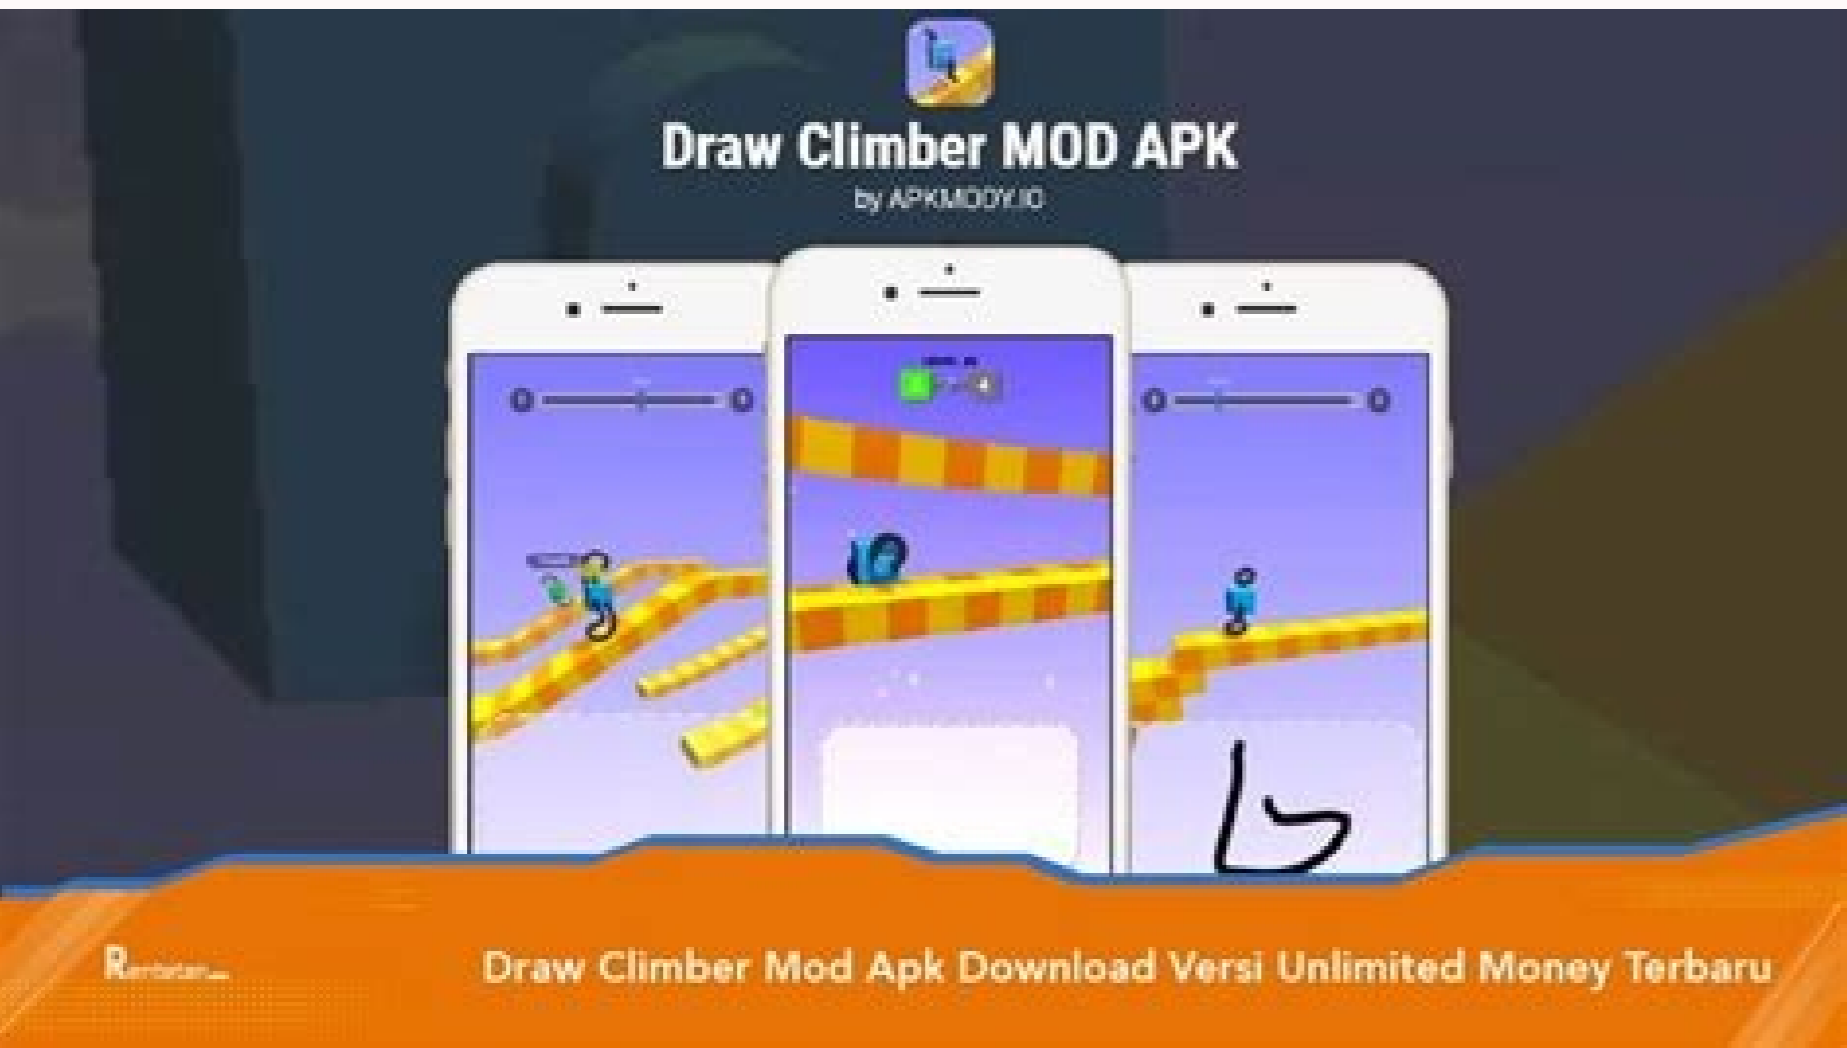 Draw Climber MOD APK
by APKMODY.IO
Draw Climber Mod Apk Download Versi Unlimited Money Terbaru